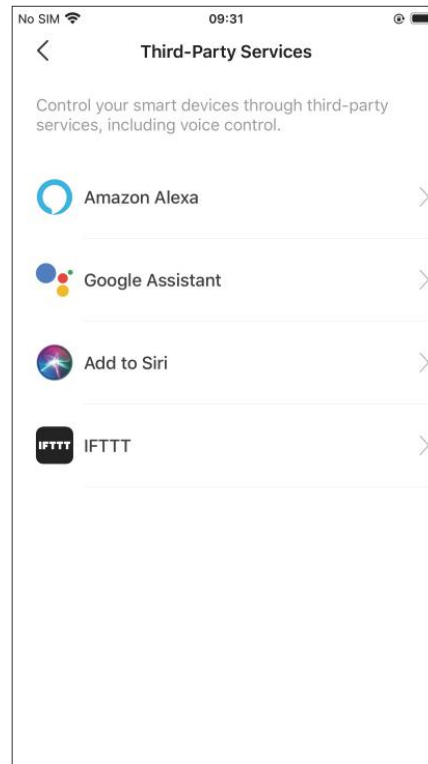 No SIM 09:31
Third-Party Services
Control your smart devices through third-party
services, including voice control.
Amazon Alexa
Google Assistant
Add to Siri
IFTTT IFTTT